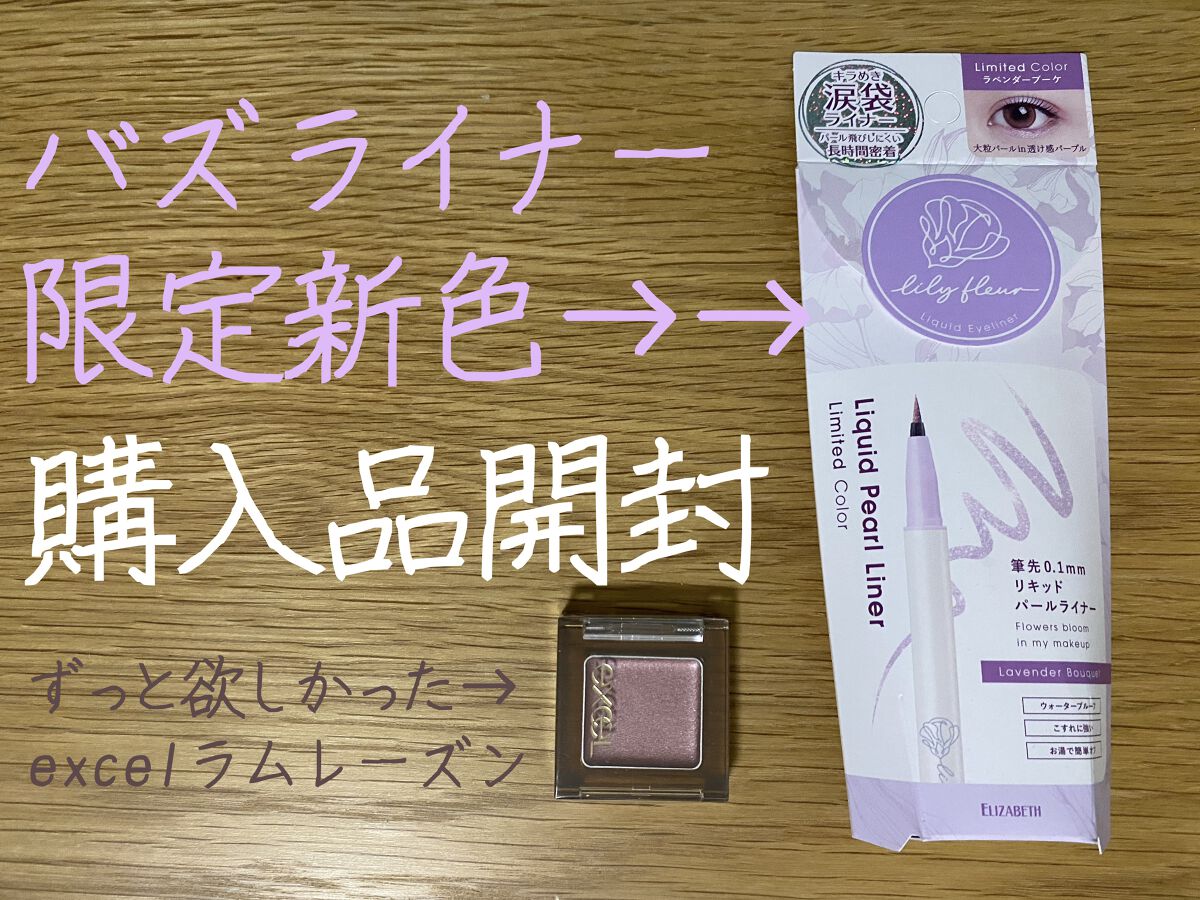 バズライナー
限定新色→→
購入品開封
ずっと欲しかった→
excelラムレーズン
excel
キラめき
涙袋
ライナー
パール飛びしにくい
長時間密着
Limited Color
ラベンダーブーケ
大粒パールin透け感パープル
lily fleur
Liquid Eyeliner
Liquid Pearl Liner
Limited Color
筆先0.1mm
リキッド
パールライナー
Flowers bloom
in my makeup
Lavender Bouquet
ウォータープルーフ
こすれに強い
お湯で簡単オフ
ELIZABETH